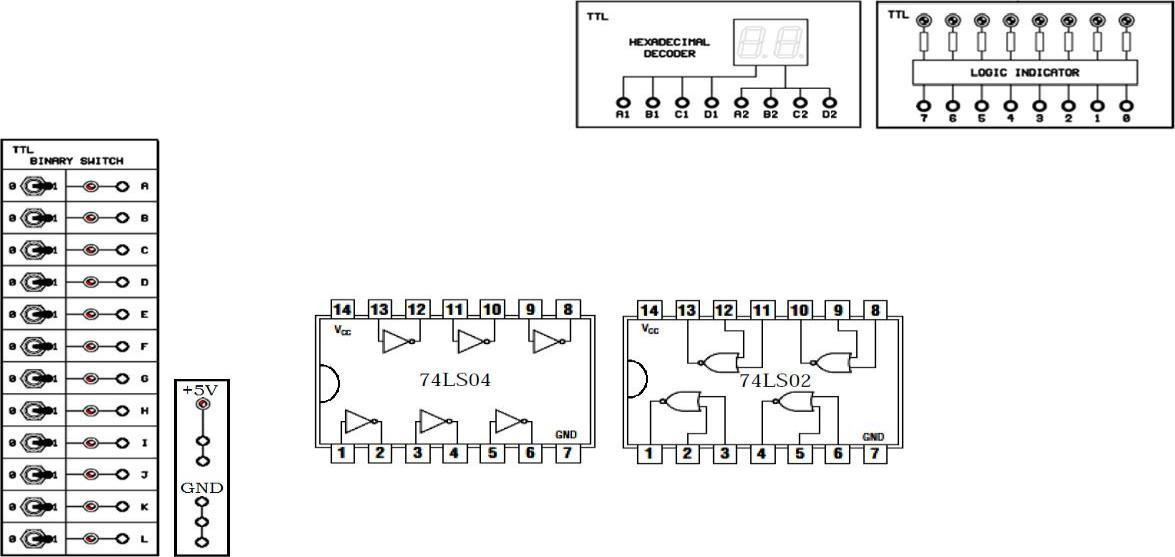 TTL
HEXADECIMAL
DECODER
A1 B1 C1 D1 A2 B2 C2 D2
TTL
LOGIC INDICATOR
7 6 5 4 3 2 1 0
TTL
BINARY SWITCH
0 1 A
0 1 B
0 1 C
0 1 D
0 1 E
0 1 F
0 1 G
0 1 H
0 1 I
0 1 J
0 1 K
0 1 L
+5V
GND
14 13 12 11 10 9 8
VCC
74LS04
GND
1 2 3 4 5 6 7
14 13 12 11 10 9 8
VCC
74LS02
GND
1 2 3 4 5 6 7